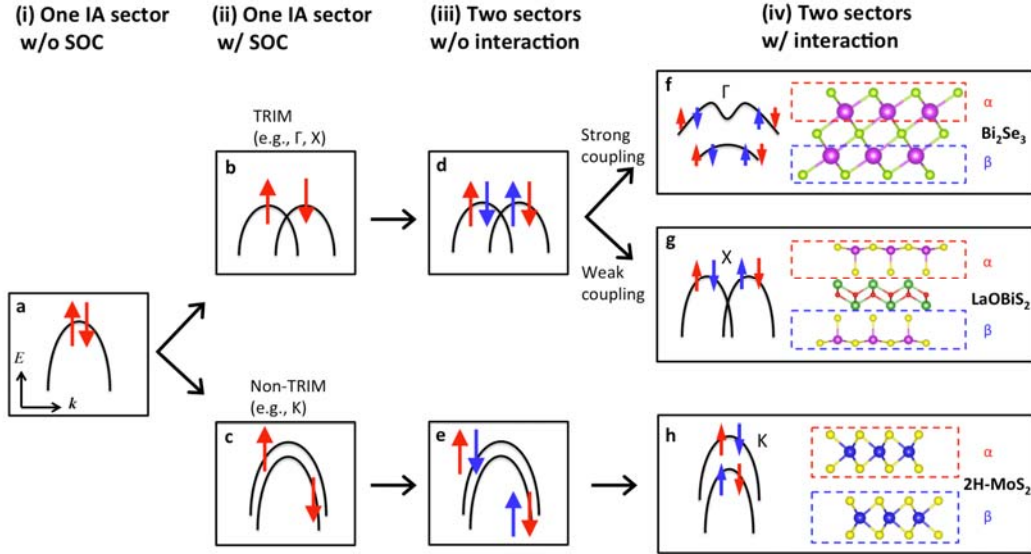 (i) One IA sector
w/o SOC
(ii) One IA sector
w/ SOC
(iii) Two sectors
w/o interaction
(iv) Two sectors
w/ interaction
a
E
k
TRIM
(e.g., Γ, X)
b
Non-TRIM
(e.g., K)
c
d
e
Strong
coupling
Weak
coupling
f
Γ
α
Bi₂Se₃
β
g
X
α
LaOBiS₂
β
h
K
α
2H-MoS₂
β